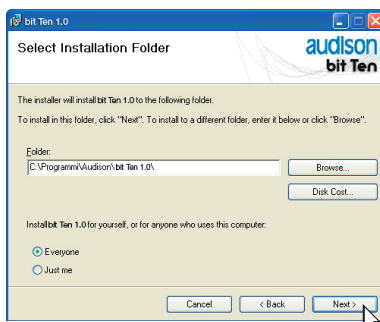 bit Ten 1.0
Select Installation Folder
audison
bit Ten
The installer will install bit Ten 1.0 to the following folder.
To install in this folder, click "Next". To install to a different folder, enter it below or click "Browse".
Folder:
C:\Programmi\Audison\bit Ten 1.0\
Browse...
Disk Cost...
Install bit Ten 1.0 for yourself, or for anyone who uses this computer:
Everyone
Just me
Cancel
< Back
Next >